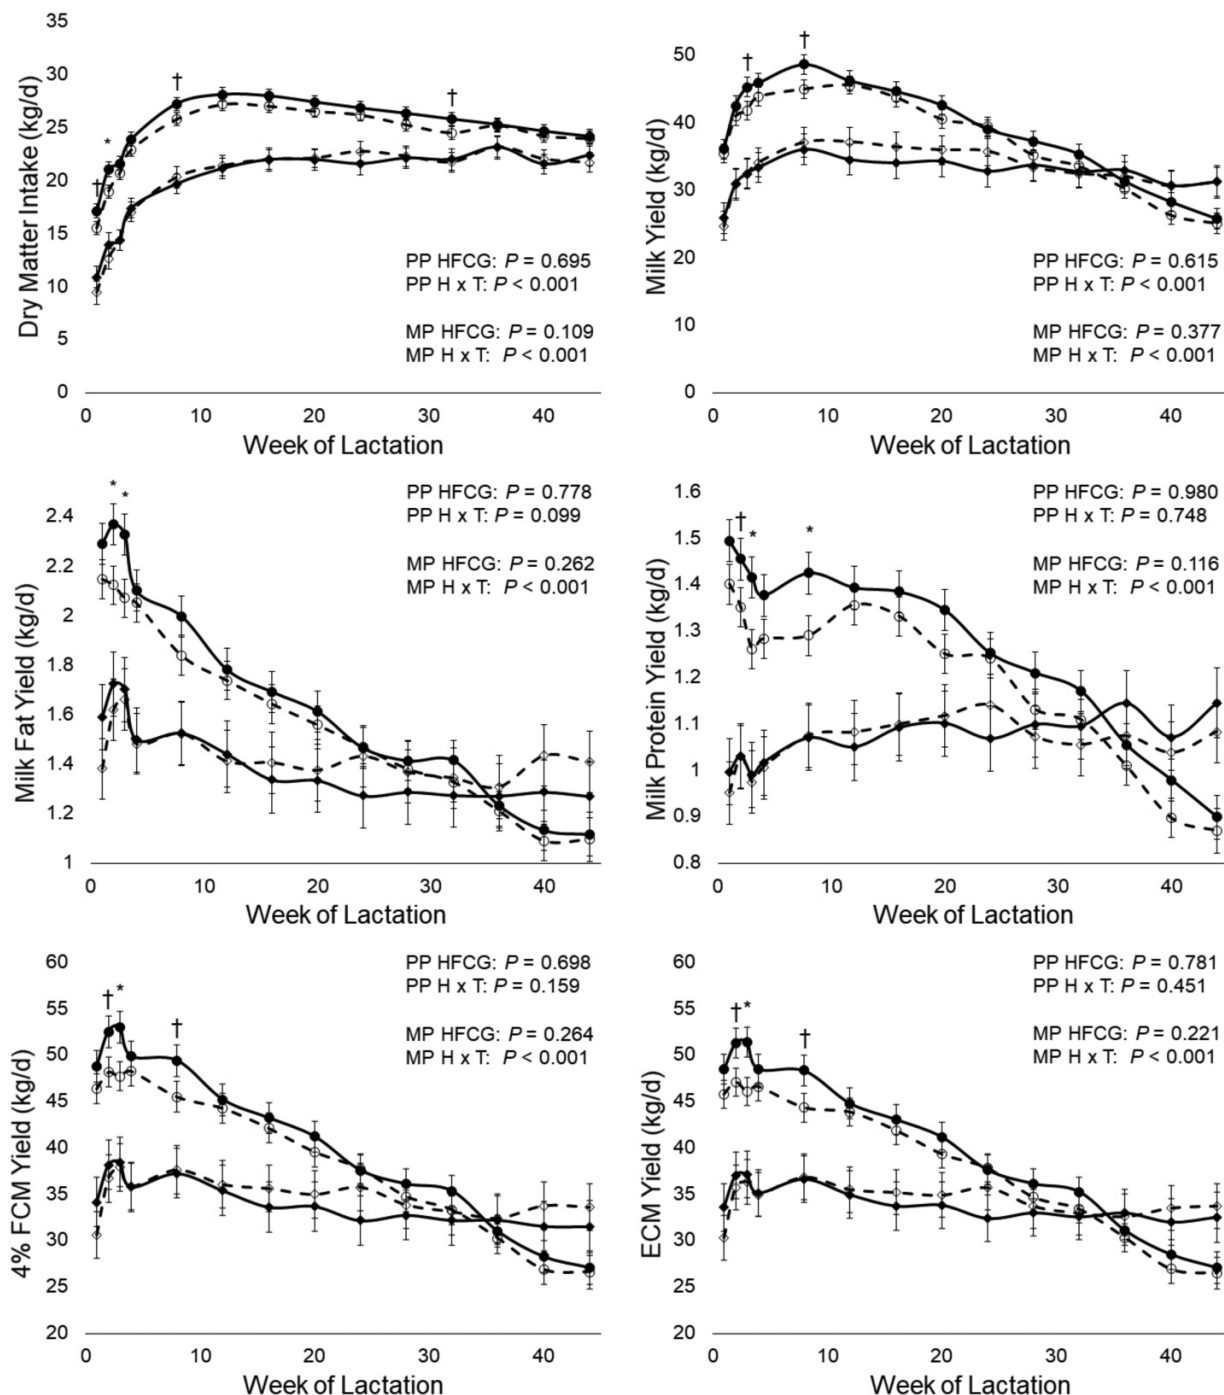 Dry Matter Intake (kg/d)
35
30
25
20
15
10
5
0
†
*
†
†
PP HFCG: P = 0.695
PP H x T: P < 0.001
MP HFCG: P = 0.109
MP H x T: P < 0.001
0 10 20 30 40
Week of Lactation
Milk Yield (kg/d)
50
40
30
20
10
0
†
†
PP HFCG: P = 0.615
PP H x T: P < 0.001
MP HFCG: P = 0.377
MP H x T: P < 0.001
0 10 20 30 40
Week of Lactation
Milk Fat Yield (kg/d)
2.4
2.2
2
1.8
1.6
1.4
1.2
1
* *
PP HFCG: P = 0.778
PP H x T: P = 0.099
MP HFCG: P = 0.262
MP H x T: P < 0.001
0 10 20 30 40
Week of Lactation
Milk Protein Yield (kg/d)
1.6
1.5
1.4
1.3
1.2
1.1
1
0.9
0.8
†
*
*
PP HFCG: P = 0.980
PP H x T: P = 0.748
MP HFCG: P = 0.116
MP H x T: P < 0.001
0 10 20 30 40
Week of Lactation
4% FCM Yield (kg/d)
60
55
50
45
40
35
30
25
20
† *
†
PP HFCG: P = 0.698
PP H x T: P = 0.159
MP HFCG: P = 0.264
MP H x T: P < 0.001
0 10 20 30 40
Week of Lactation
ECM Yield (kg/d)
60
55
50
45
40
35
30
25
20
† *
†
PP HFCG: P = 0.781
PP H x T: P = 0.451
MP HFCG: P = 0.221
MP H x T: P < 0.001
0 10 20 30 40
Week of Lactation